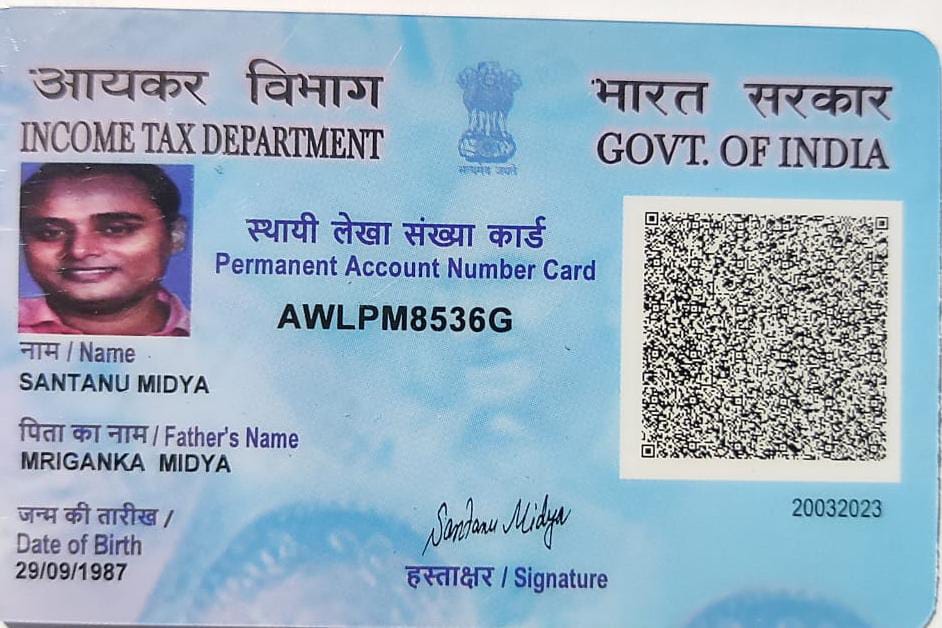 आयकर विभाग
INCOME TAX DEPARTMENT
सत्यमेव जयते
भारत सरकार
GOVT. OF INDIA
स्थायी लेखा संख्या कार्ड
Permanent Account Number Card
AWLPM8536G
नाम / Name
SANTANU MIDYA
पिता का नाम / Father's Name
MRIGANKA MIDYA
जन्म की तारीख /
Date of Birth
29/09/1987
Santanu Midya
हस्ताक्षर / Signature
20032023